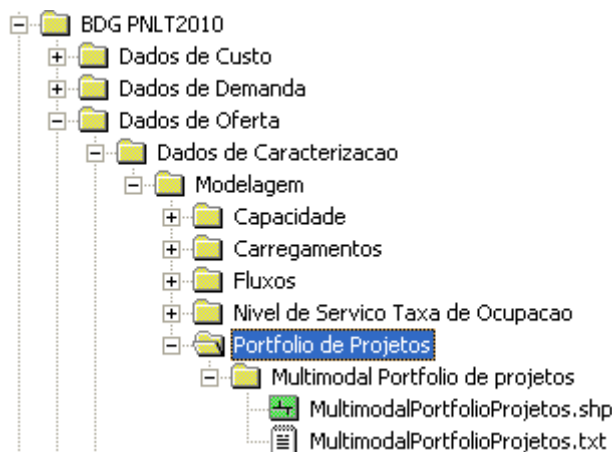 BDG PNLT2010
Dados de Custo
Dados de Demanda
Dados de Oferta
Dados de Caracterizacao
Modelagem
Capacidade
Carregamentos
Fluxos
Nivel de Servico Taxa de Ocupacao
Portfolio de Projetos
Multimodal Portfolio de projetos
MultimodalPortfolioProjetos.shp
MultimodalPortfolioProjetos.txt